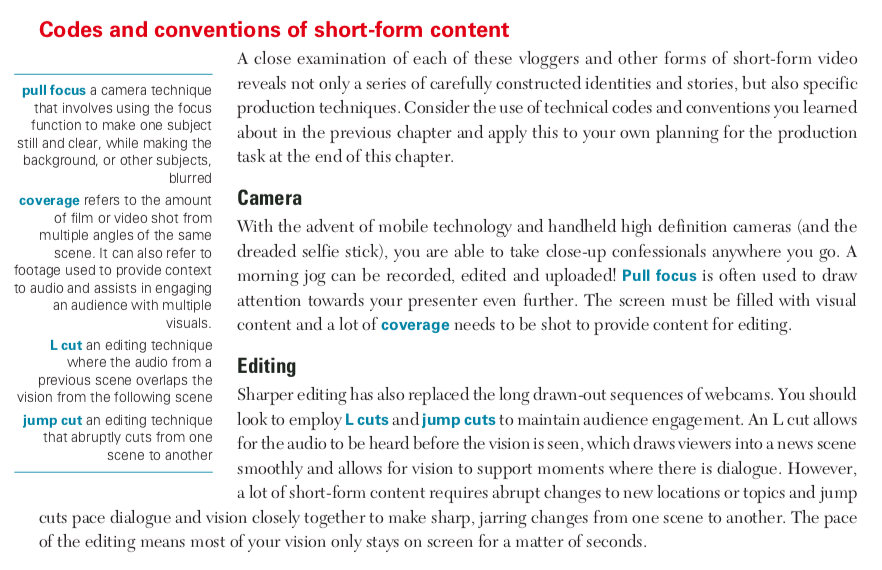 Codes and conventions of short-form content
pull focus a camera technique
that involves using the focus
function to make one subject
still and clear, while making the
background, or other subjects,
blurred
coverage refers to the amount
of film or video shot from
multiple angles of the same
scene. It can also refer to
footage used to provide context
to audio and assists in engaging
an audience with multiple
visuals.
L cut an editing technique
where the audio from a
previous scene overlaps the
vision from the following scene
jump cut an editing technique
that abruptly cuts from one
scene to another
A close examination of each of these vloggers and other forms of short-form video
reveals not only a series of carefully constructed identities and stories, but also specific
production techniques. Consider the use of technical codes and conventions you learned
about in the previous chapter and apply this to your own planning for the production
task at the end of this chapter.
Camera
With the advent of mobile technology and handheld high definition cameras (and the
dreaded selfie stick), you are able to take close-up confessionals anywhere you go. A
morning jog can be recorded, edited and uploaded! Pull focus is often used to draw
attention towards your presenter even further. The screen must be filled with visual
content and a lot of coverage needs to be shot to provide content for editing.
Editing
Sharper editing has also replaced the long drawn-out sequences of webcams. You should
look to employ L cuts and jump cuts to maintain audience engagement. An L cut allows
for the audio to be heard before the vision is seen, which draws viewers into a news scene
smoothly and allows for vision to support moments where there is dialogue. However,
a lot of short-form content requires abrupt changes to new locations or topics and jump
cuts pace dialogue and vision closely together to make sharp, jarring changes from one scene to another. The pace
of the editing means most of your vision only stays on screen for a matter of seconds.